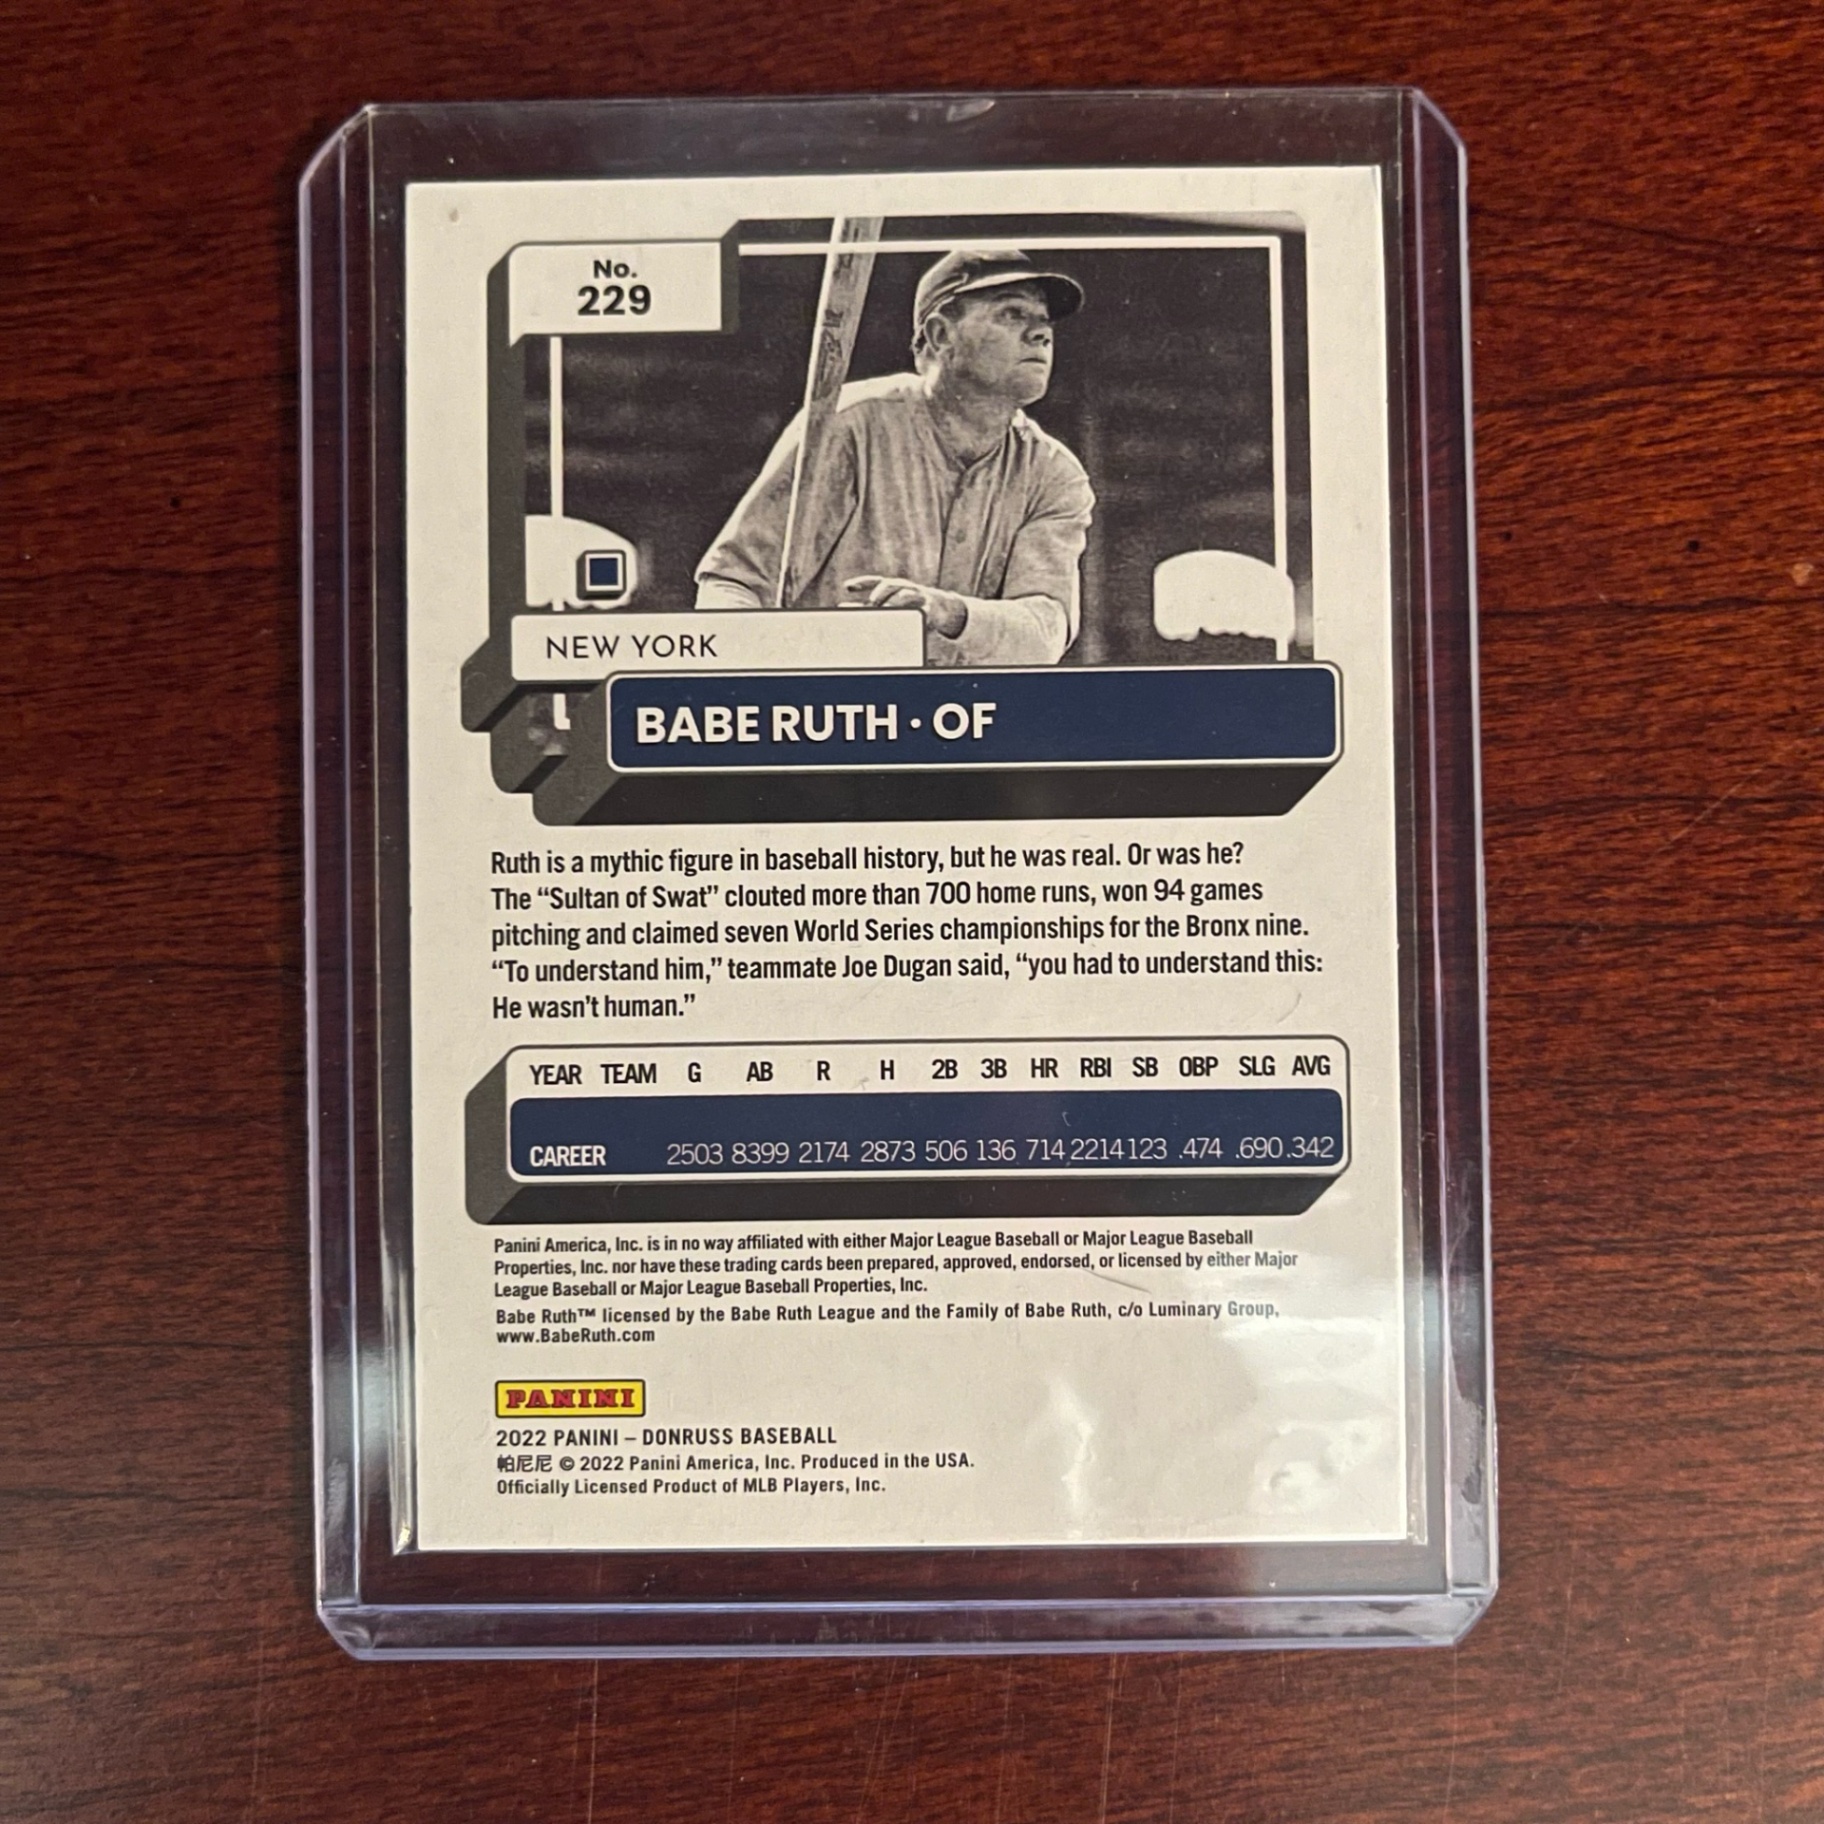 No.
229
NEW YORK
BABE RUTH • OF
Ruth is a mythic figure in baseball history, but he was real. Or was he?
The “Sultan of Swat” clouted more than 700 home runs, won 94 games
pitching and claimed seven World Series championships for the Bronx nine.
“To understand him,” teammate Joe Dugan said, “you had to understand this:
He wasn’t human.”
YEAR TEAM G AB R H 2B 3B HR RBI SB OBP SLG AVG
CAREER 2503 8399 2174 2873 506 136 714 2214 123 .474 .690 .342
Panini America, Inc. is in no way affiliated with either Major League Baseball or Major League Baseball
Properties, Inc. nor have these trading cards been prepared, approved, endorsed, or licensed by either Major
League Baseball or Major League Baseball Properties, Inc.
Babe Ruth™ licensed by the Babe Ruth League and the Family of Babe Ruth, c/o Luminary Group,
www.BabeRuth.com
PANINI
2022 PANINI – DONRUSS BASEBALL
帕尼尼 © 2022 Panini America, Inc. Produced in the USA.
Officially Licensed Product of MLB Players, Inc.